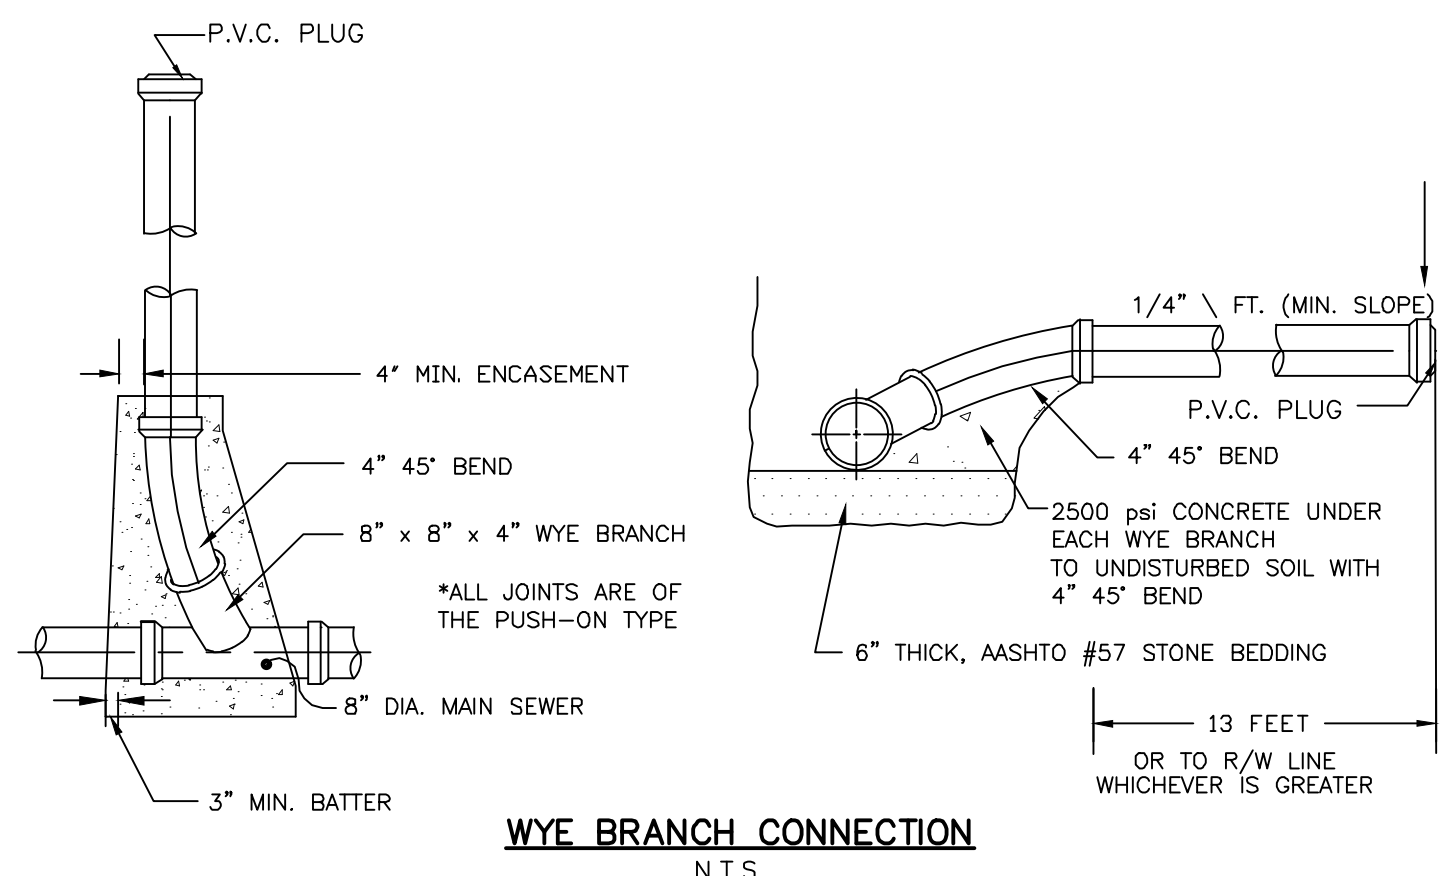 P.V.C. PLUG
4" MIN. ENCASEMENT
4" 45° BEND
8" x 8" x 4" WYE BRANCH
*ALL JOINTS ARE OF
THE PUSH-ON TYPE
8" DIA. MAIN SEWER
3" MIN. BATTER
1/4" \ FT. (MIN. SLOPE)
P.V.C. PLUG
4" 45° BEND
2500 psi CONCRETE UNDER
EACH WYE BRANCH
TO UNDISTURBED SOIL WITH
4" 45° BEND
6" THICK, AASHTO #57 STONE BEDDING
13 FEET
OR TO R/W LINE
WHICHEVER IS GREATER
WYE BRANCH CONNECTION
N.T.S.